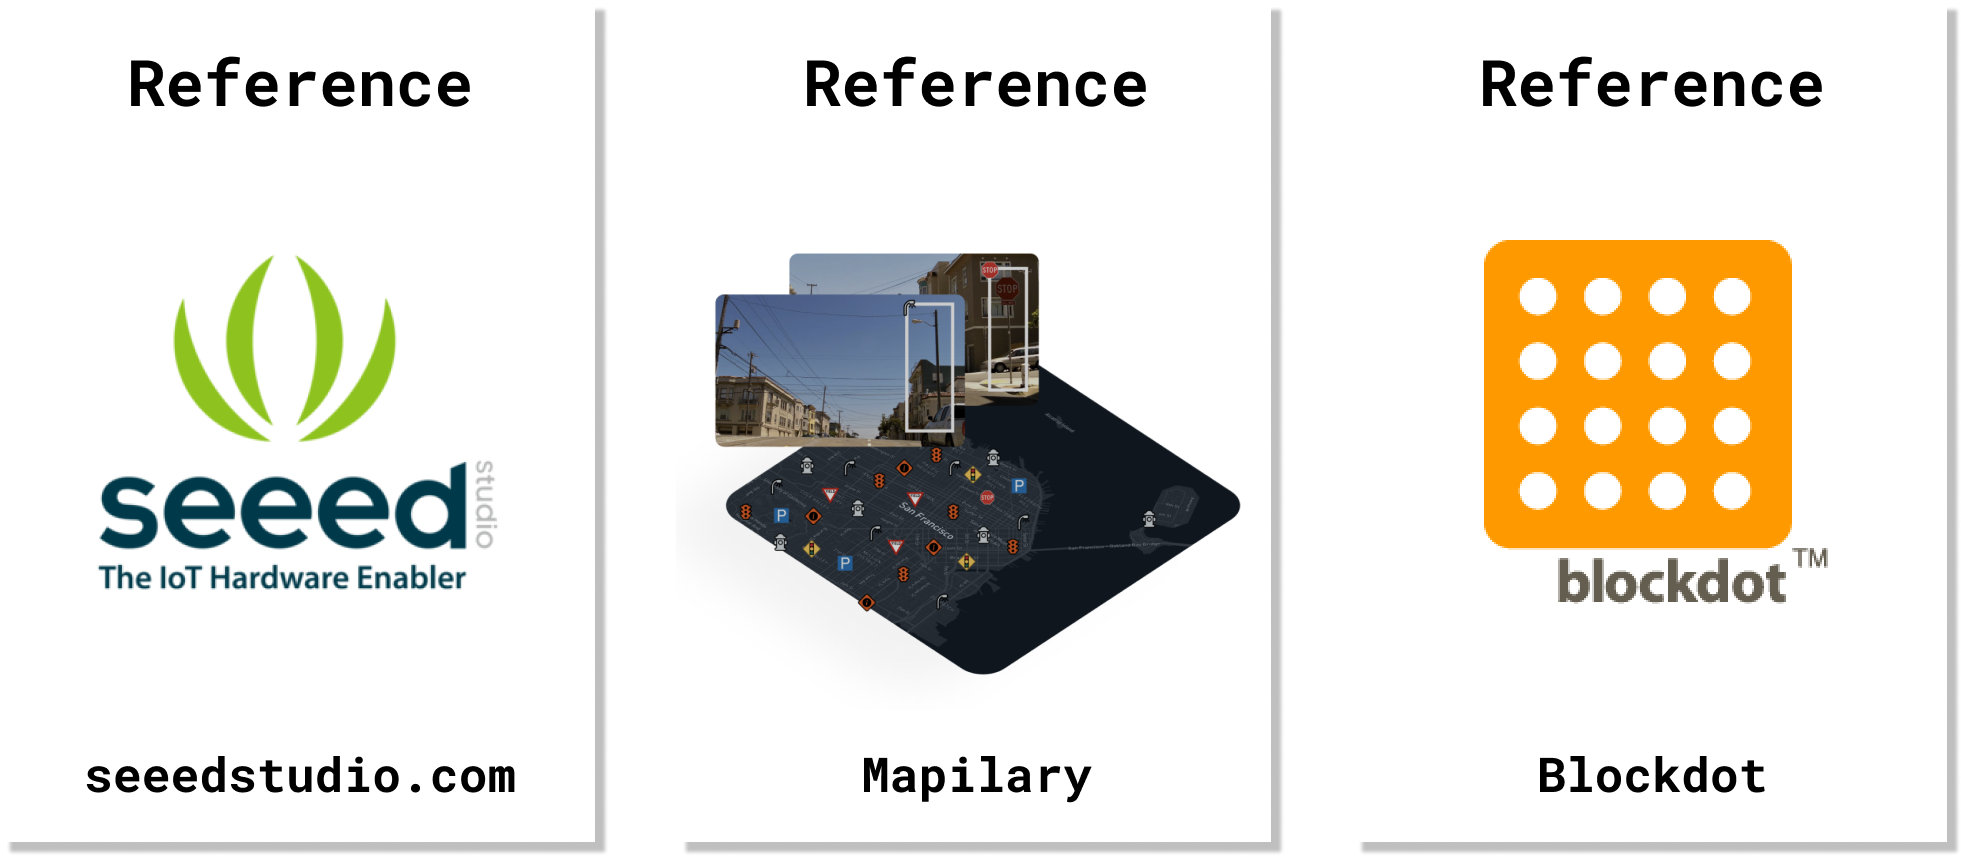 Reference
seeed studio
The IoT Hardware Enabler
seeedstudio.com
Reference
STOP
STOP
P
STOP
P
San Francisco
P
Mapilary
Reference
blockdot™
Blockdot